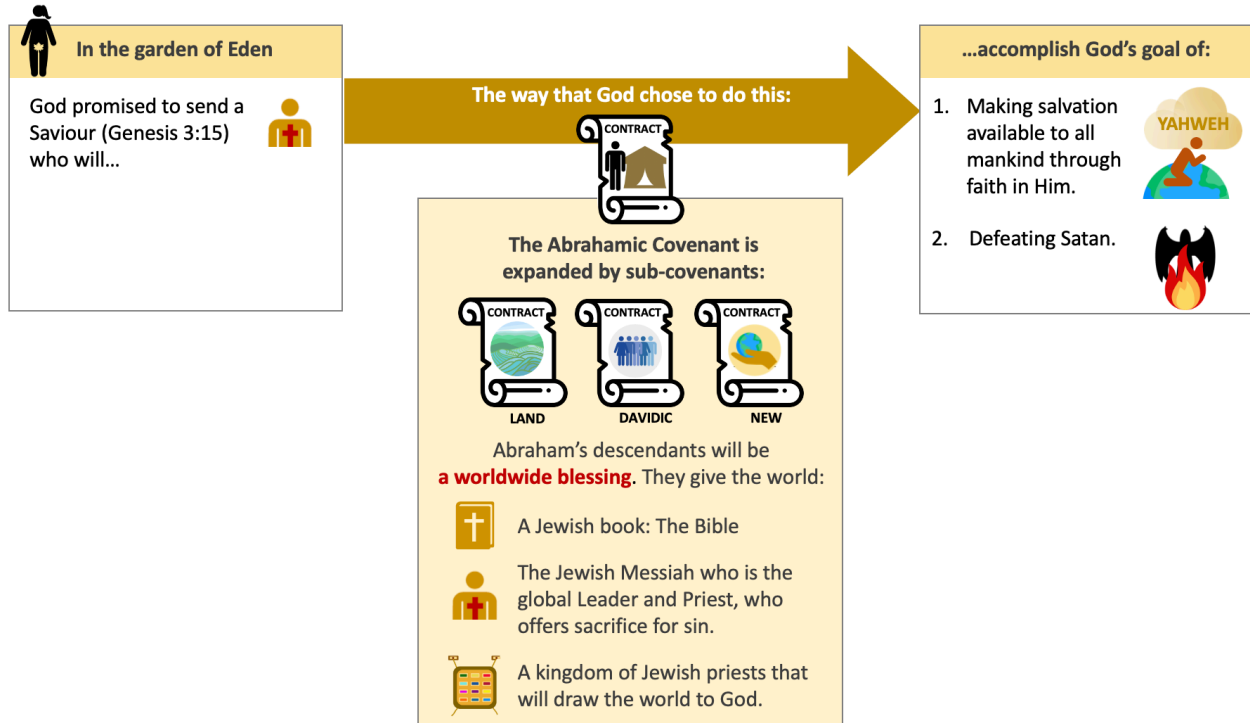 In the garden of Eden
God promised to send a
Saviour (Genesis 3:15)
who will...
The way that God chose to do this:
CONTRACT
The Abrahamic Covenant is
expanded by sub-covenants:
CONTRACT
LAND
CONTRACT
DAVIDIC
CONTRACT
NEW
Abraham’s descendants will be
a worldwide blessing. They give the world:
A Jewish book: The Bible
The Jewish Messiah who is the
global Leader and Priest, who
offers sacrifice for sin.
A kingdom of Jewish priests that
will draw the world to God.
...accomplish God’s goal of:
1. Making salvation
available to all
mankind through
faith in Him.
YAHWEH
2. Defeating Satan.